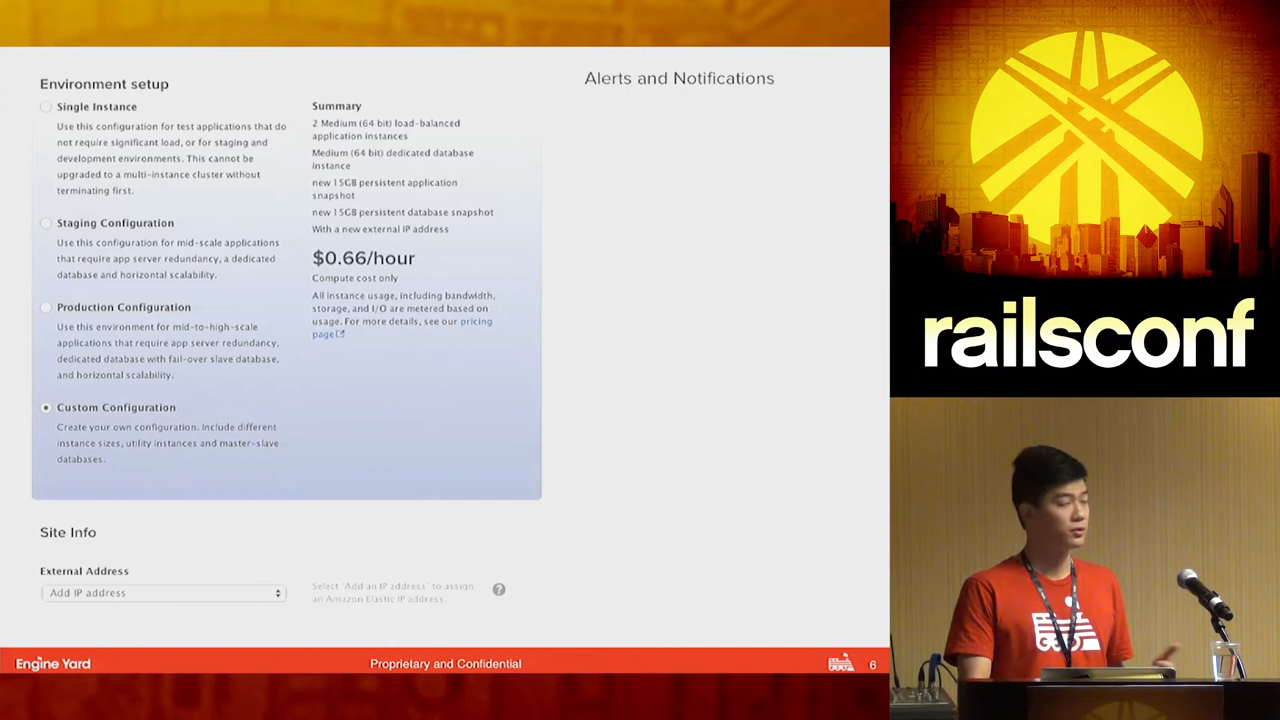 Environment setup
Single Instance
Use this configuration for test applications that do
not require significant load, or for staging and
development environments. This cannot be
upgraded to a multi-instance cluster without
terminating first.
Staging Configuration
Use this configuration for mid-scale applications
that require app server redundancy, a dedicated
database and horizontal scalability.
Production Configuration
Use this environment for mid-to-high-scale
applications that require app server redundancy,
dedicated database with fail-over slave database,
and horizontal scalability.
Custom Configuration
Create your own configuration. Include different
instance sizes, utility instances and master-slave
databases.
Summary
2 Medium (64 bit) load-balanced
application instances
Medium (64 bit) dedicated database
instance
new 15GB persistent application
snapshot
new 15GB persistent database snapshot
With a new external IP address
$0.66/hour
Compute cost only
All instance usage, including bandwidth,
storage, and I/O are metered based on
usage. For more details, see our pricing
page
Alerts and Notifications
Site Info
External Address
Add IP address
Select "Add an IP address" to assign
an Amazon Elastic IP address.
?
Engine Yard
Proprietary and Confidential
6
railsconf